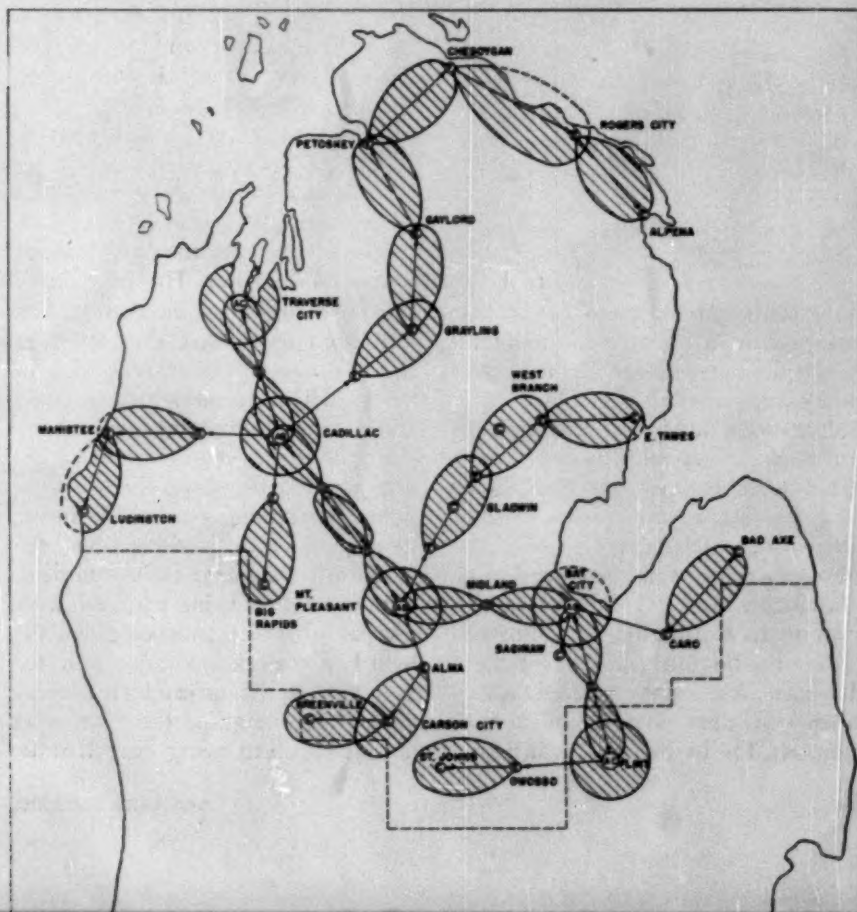 CHEBOYGAN
ROGERS CITY
PETOSKEY
GAYLORD
ALPENA
TRAVERSE
CITY
GRAYLING
WEST
BRANCH
MANISTEE
CADILLAC
E. TAWES
GLADWIN
LUDINGTON
BAD AXE
BIG
RAPIDS
MT.
PLEASANT
MIDLAND
BAY
CITY
SAGINAW
CARO
ALMA
GREENVILLE
CARSON CITY
ST. JOHNS
OWOSSO
FLINT